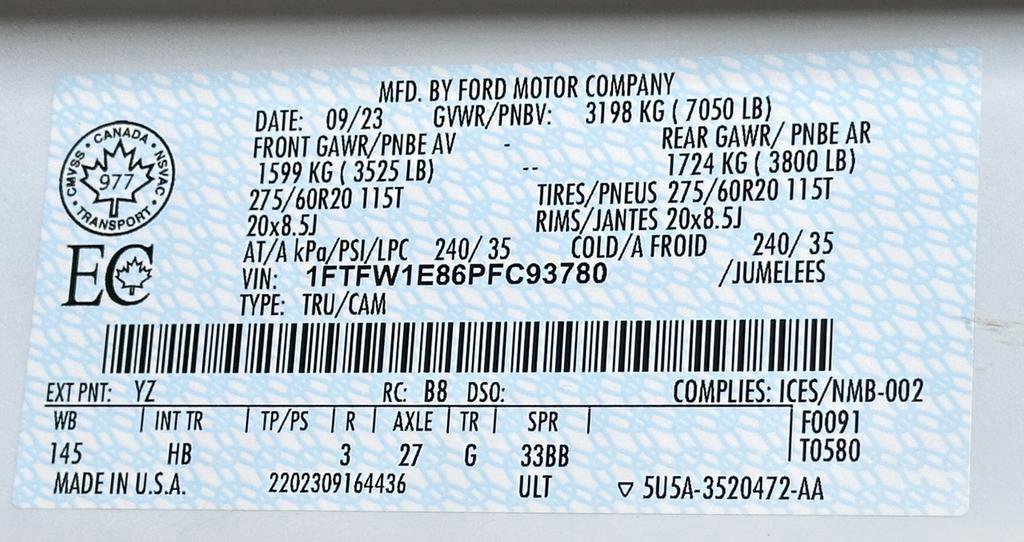 MFD. BY FORD MOTOR COMPANY
DATE: 09/23 GVWR/PNBV: 3198 KG ( 7050 LB)
FRONT GAWR/PNBE AV - REAR GAWR/ PNBE AR
1599 KG ( 3525 LB) -- 1724 KG ( 3800 LB)
275/60R20 115T TIRES/PNEUS 275/60R20 115T
20x8.5J RIMS/JANTES 20x8.5J
AT/A kPa/PSI/LPC 240/ 35 COLD/A FROID 240/ 35
VIN: 1FTFW1E86PFC93780 /JUMELEES
TYPE: TRU/CAM
CANADA
CMVSS NSVAC
977
TRANSPORT
EC
EXT PNT: YZ RC: B8 DSO: COMPLIES: ICES/NMB-002
WB | INT TR | TP/PS | R | AXLE | TR | SPR | F0091
145 HB 3 27 G 33BB T0580
MADE IN U.S.A. 2202309164436 ULT ▽ 5U5A-3520472-AA